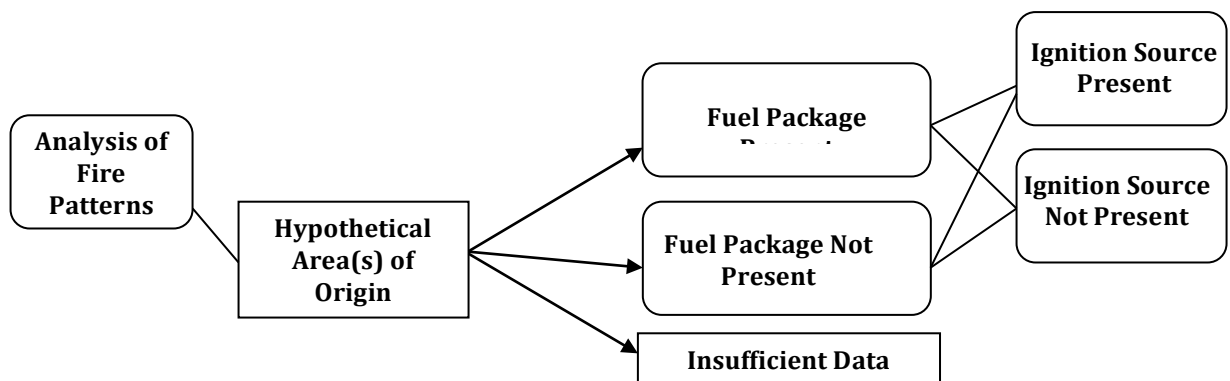 Analysis of
Fire
Patterns
Hypothetical
Area(s) of
Origin
Fuel Package
Fuel Package Not
Present
Insufficient Data
Ignition Source
Present
Ignition Source
Not Present